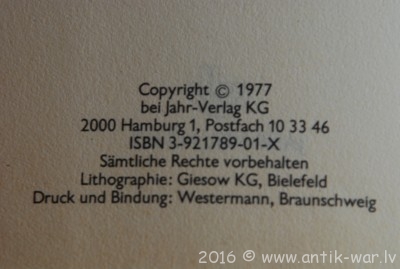 Copyright © 1977
bei Jahr-Verlag KG
2000 Hamburg 1, Postfach 10 33 46
ISBN 3-921789-01-X
Sämtliche Rechte vorbehalten
Lithographie: Giesow KG, Bielefeld
Druck und Bindung: Westermann, Braunschweig
2016 © www.antik-war.lv